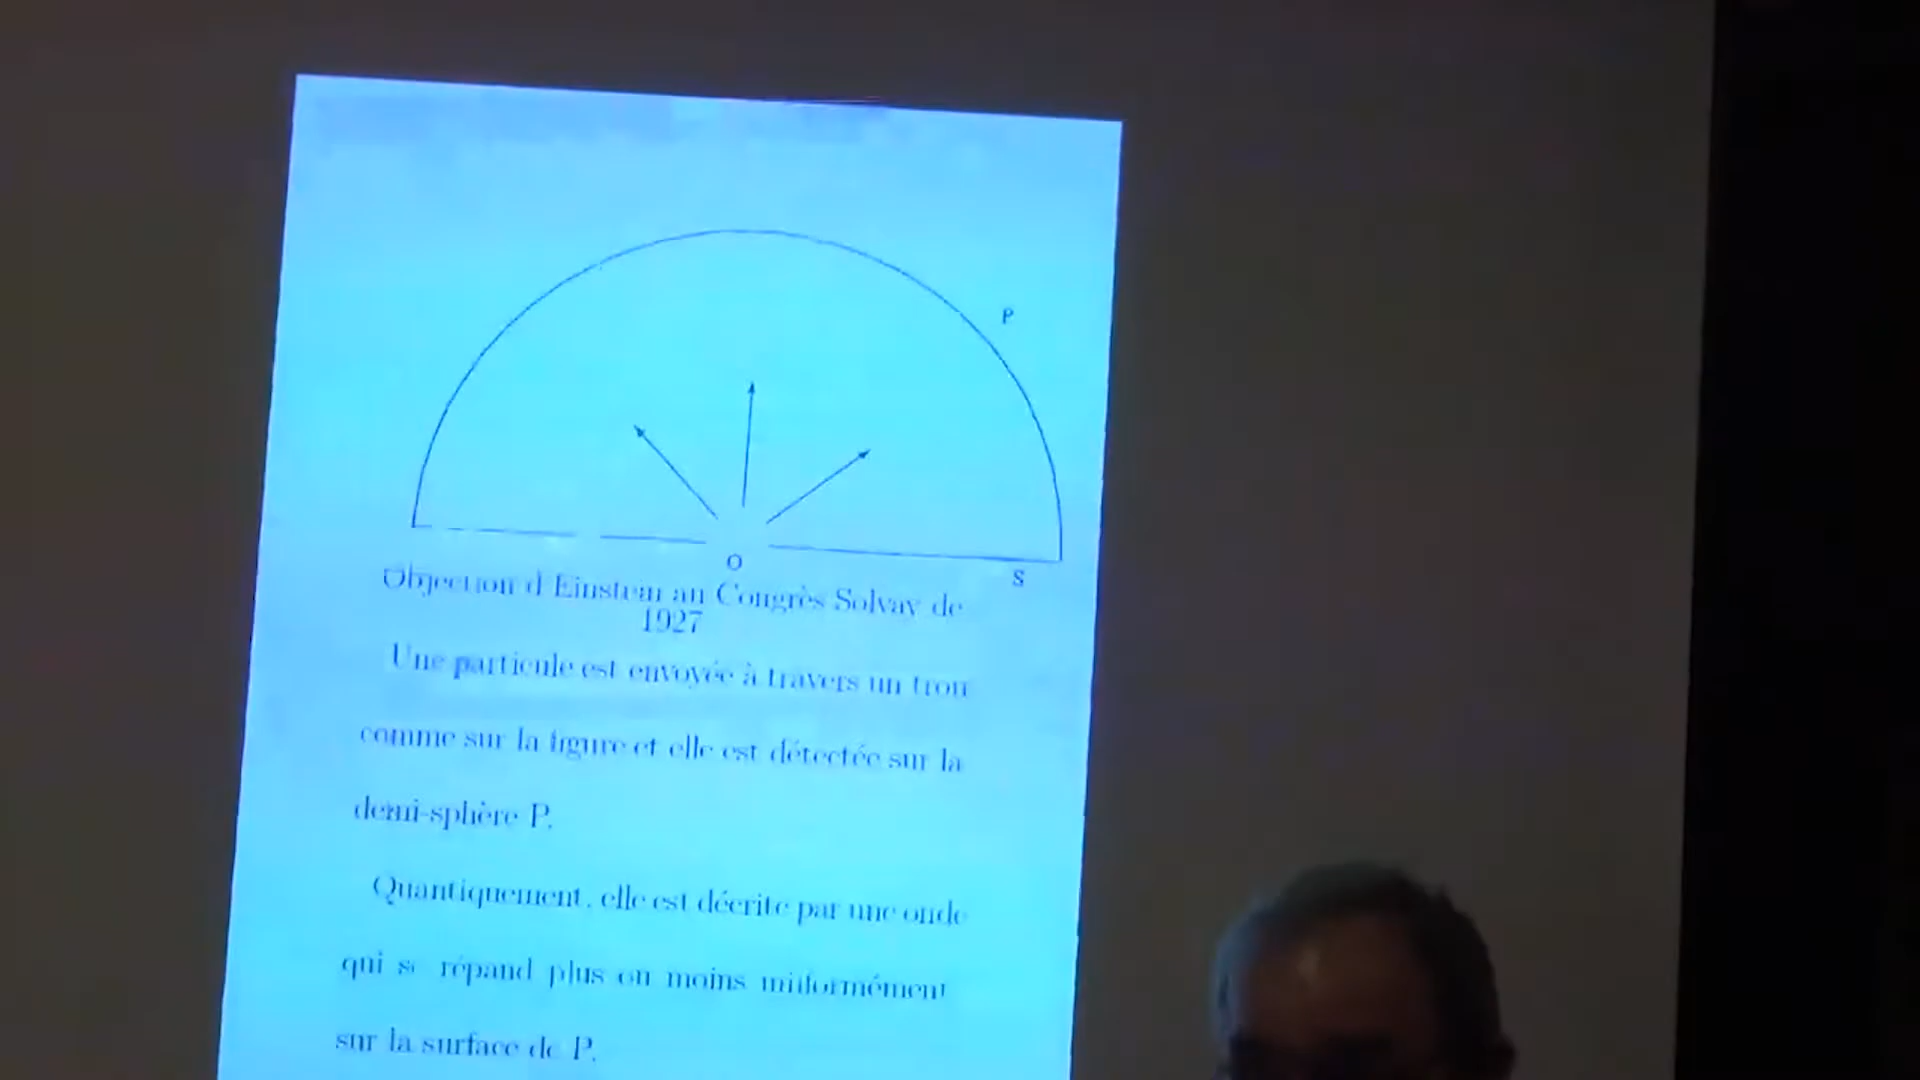 P
O
S
Objection d'Einstein au Congrès Solvay de
1927
Une particule est envoyée à travers un trou
comme sur la figure et elle est détectée sur la
demi-sphère P.
Quantiquement, elle est décrite par une onde
qui se répand plus ou moins uniformément
sur la surface de P.